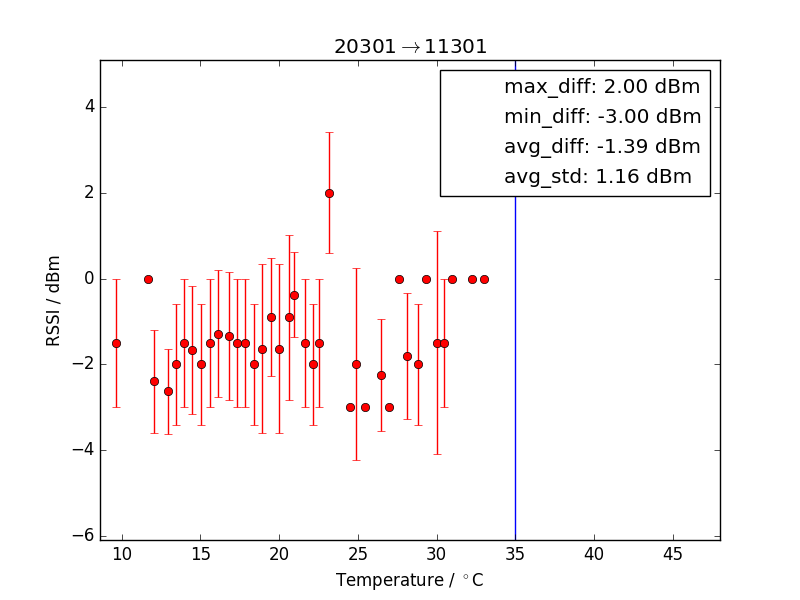 20301→11301
max_diff: 2.00 dBm
min_diff: -3.00 dBm
avg_diff: -1.39 dBm
avg_std: 1.16 dBm
RSSI / dBm
4
2
0
−2
−4
−6
10 15 20 25 30 35 40 45
Temperature / °C